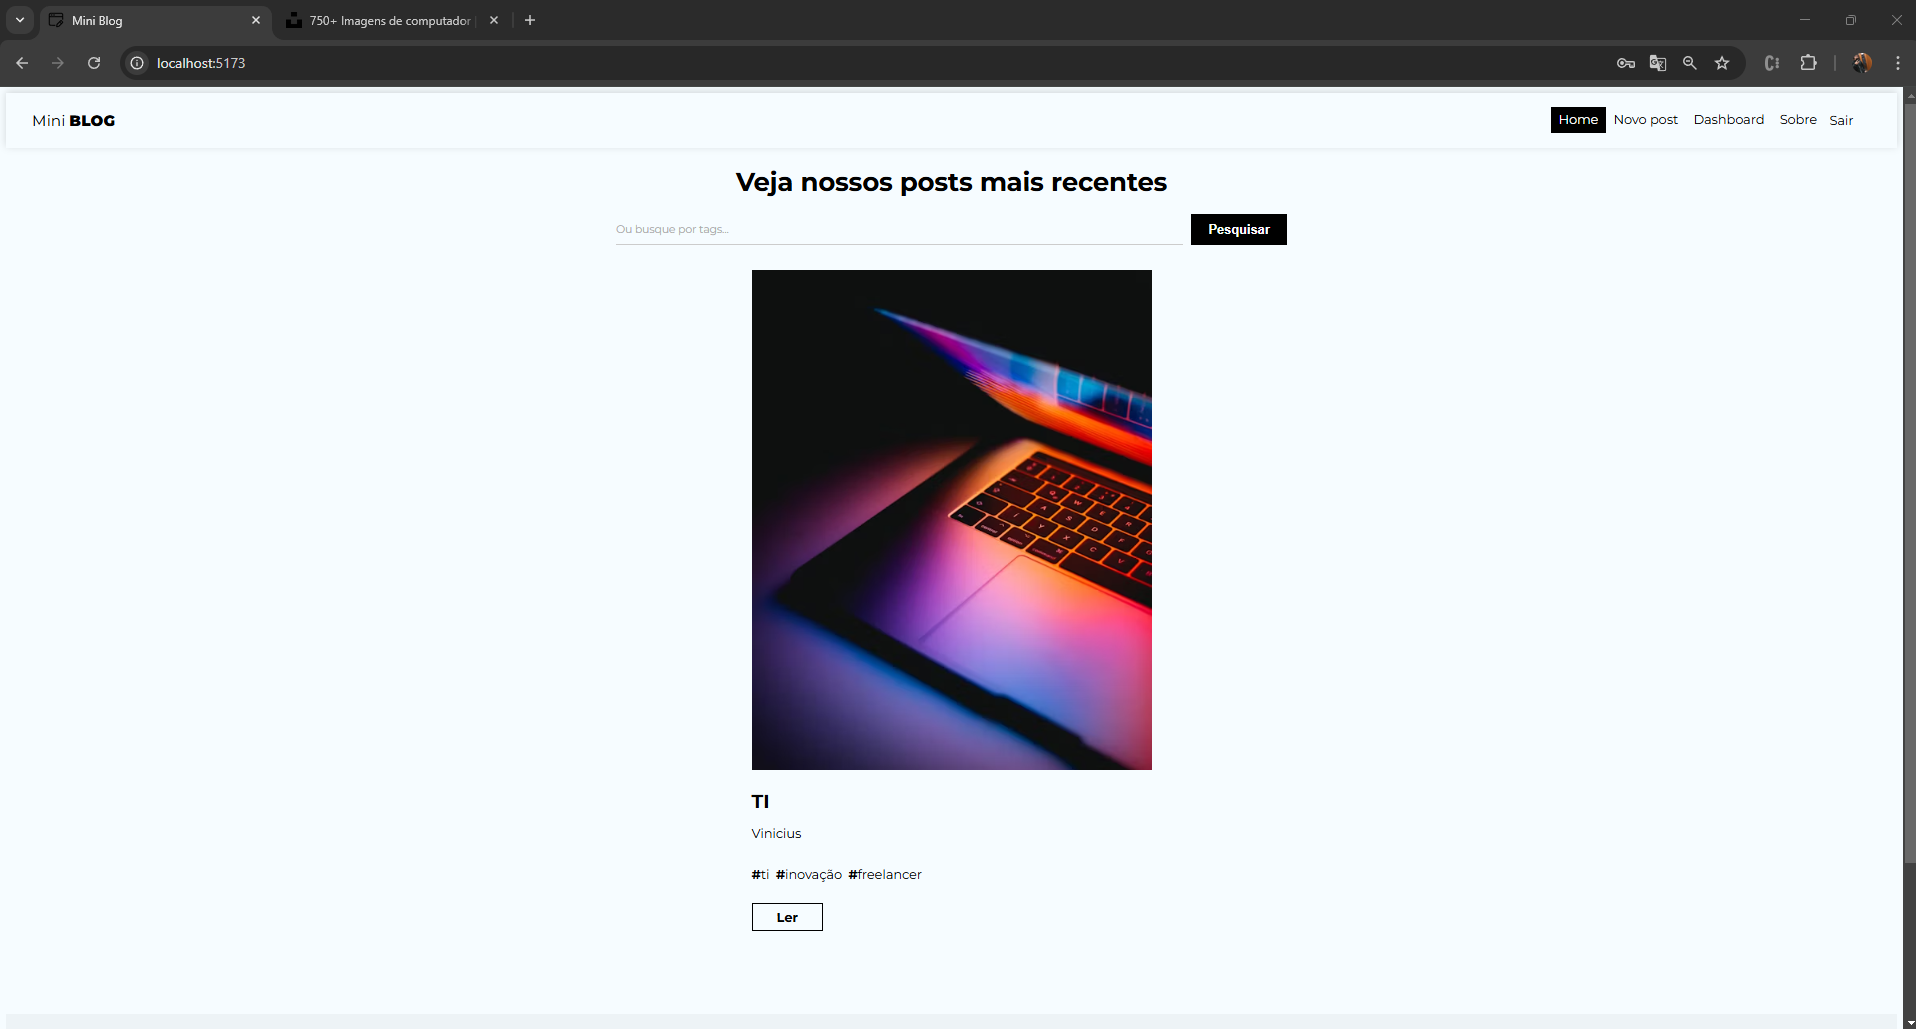 Mini Blog
750+ Imagens de computador
localhost:5173
Mini BLOG
Home Novo post Dashboard Sobre Sair
Veja nossos posts mais recentes
Ou busque por tags...
Pesquisar
TI
Vinicius
#ti #inovação #freelancer
Ler